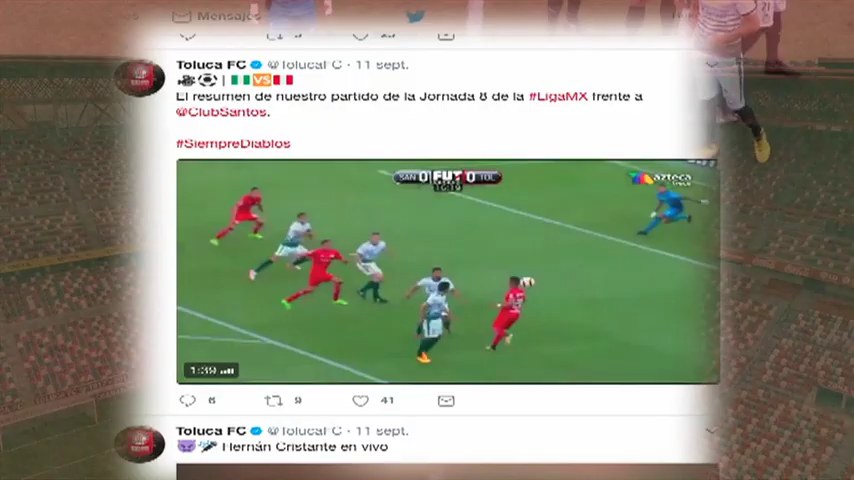 Mensajes
Toluca FC @TolucaFC · 11 sept.
| VS
El resumen de nuestro partido de la Jornada 8 de la #LigaMX frente a
@ClubSantos.
#SiempreDiablos
SAN 0 FUT 0 TOL
azteca
6 9 41
Toluca FC @TolucaFC · 11 sept.
Hernán Cristante en vivo